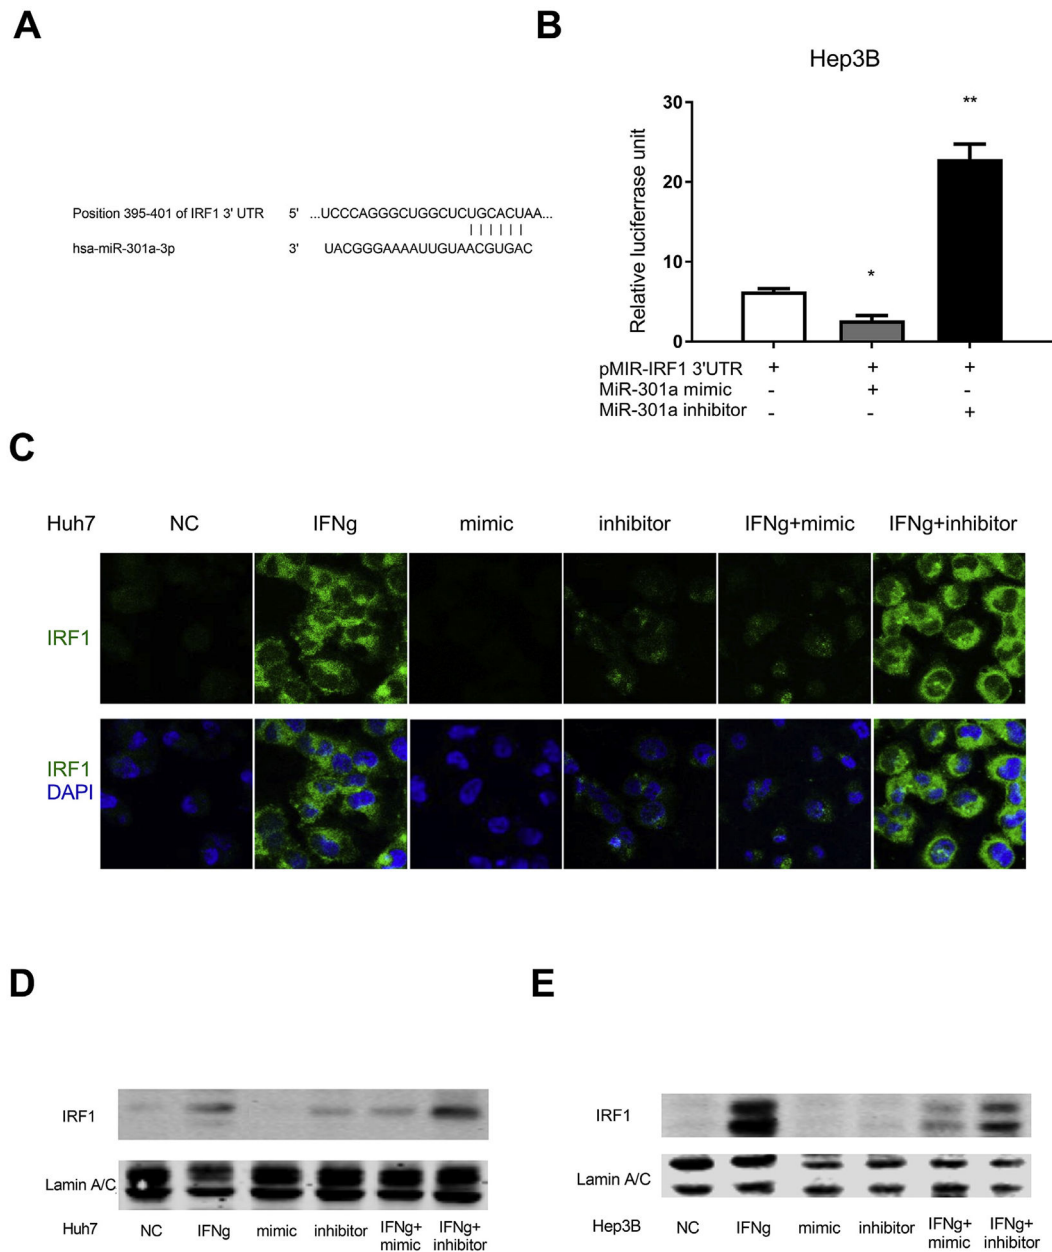 A
Position 395-401 of IRF1 3' UTR 5' ...UCCCAGGGCUGGCUCUGCACUAA...
hsa-miR-301a-3p 3' UACGGGAAAAUUGUAACGUGAC
B
Hep3B
Relative luciferrase unit
30
20
10
0
*
**
pMIR-IRF1 3'UTR + + +
MiR-301a mimic - + -
MiR-301a inhibitor - - +
C
Huh7 NC IFNg mimic inhibitor IFNg+mimic IFNg+inhibitor
IRF1
IRF1
DAPI
D
IRF1
Lamin A/C
Huh7 NC IFNg mimic inhibitor IFNg+ IFNg+
mimic inhibitor
E
IRF1
Lamin A/C
Hep3B NC IFNg mimic inhibitor IFNg+ IFNg+
mimic inhibitor